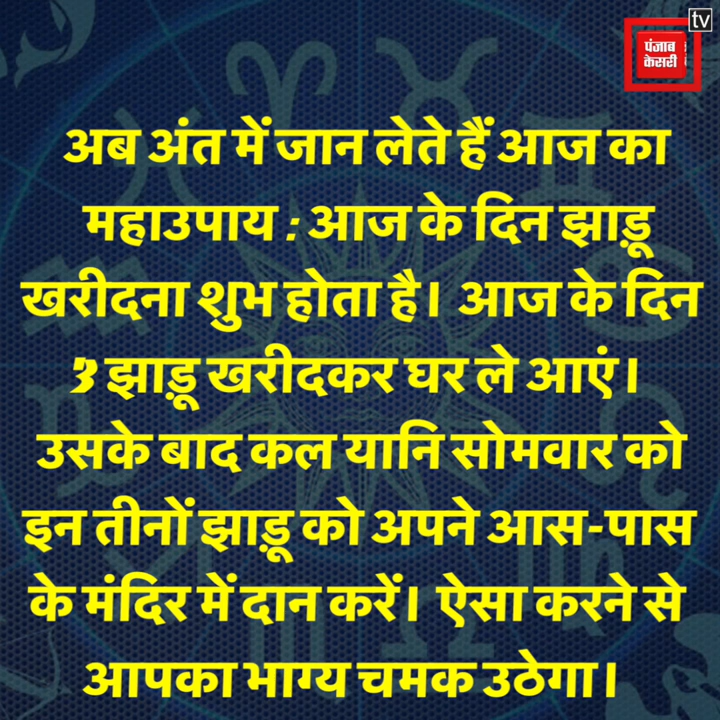 tv
पंजाब
केसरी
अब अंत में जान लेते हैं आज का
महाउपाय : आज के दिन झाड़ू
खरीदना शुभ होता है। आज के दिन
3 झाड़ू खरीदकर घर ले आएं।
उसके बाद कल यानि सोमवार को
इन तीनों झाड़ू को अपने आस-पास
के मंदिर में दान करें। ऐसा करने से
आपका भाग्य चमक उठेगा।